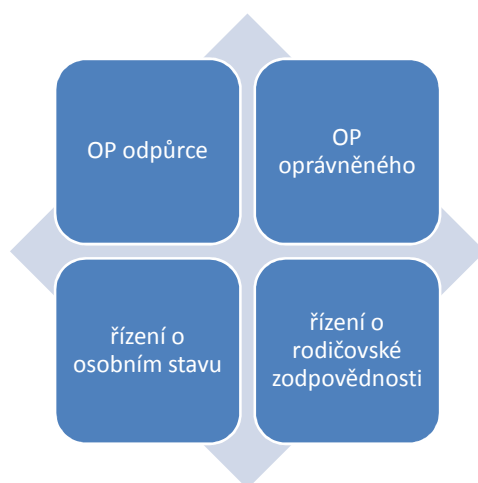 OP odpůrce
OP
oprávněného
řízení o
osobním stavu
řízení o
rodičovské
zodpovědnosti